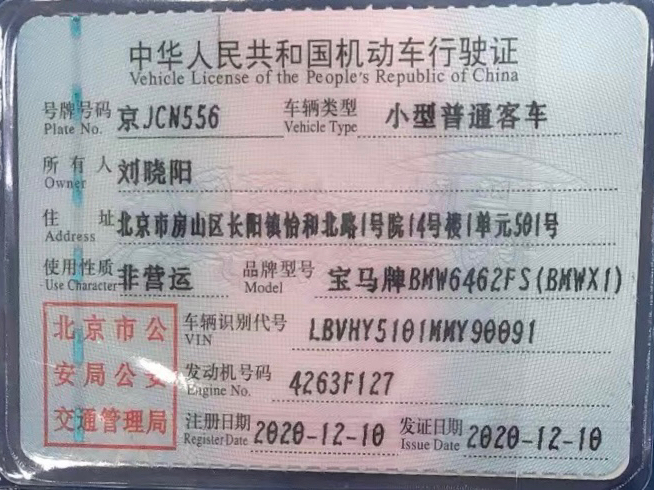 中华人民共和国机动车行驶证
Vehicle License of the People's Republic of China
号牌号码 京JCN556 车辆类型 小型普通客车
Plate No. Vehicle Type
所有人 刘晓阳
Owner
住址 北京市房山区长阳镇怡和北路1号院14号楼1单元501号
Address
使用性质 非营运 品牌型号 宝马牌BMW6462FS(BMWX1)
Use Character Model
北京市公 车辆识别代号 LBVHY5101MMY90091
VIN
安局公安 发动机号码 4263F127
Engine No.
交通管理局 注册日期 2020-12-10 发证日期 2020-12-10
Register Date Issue Date